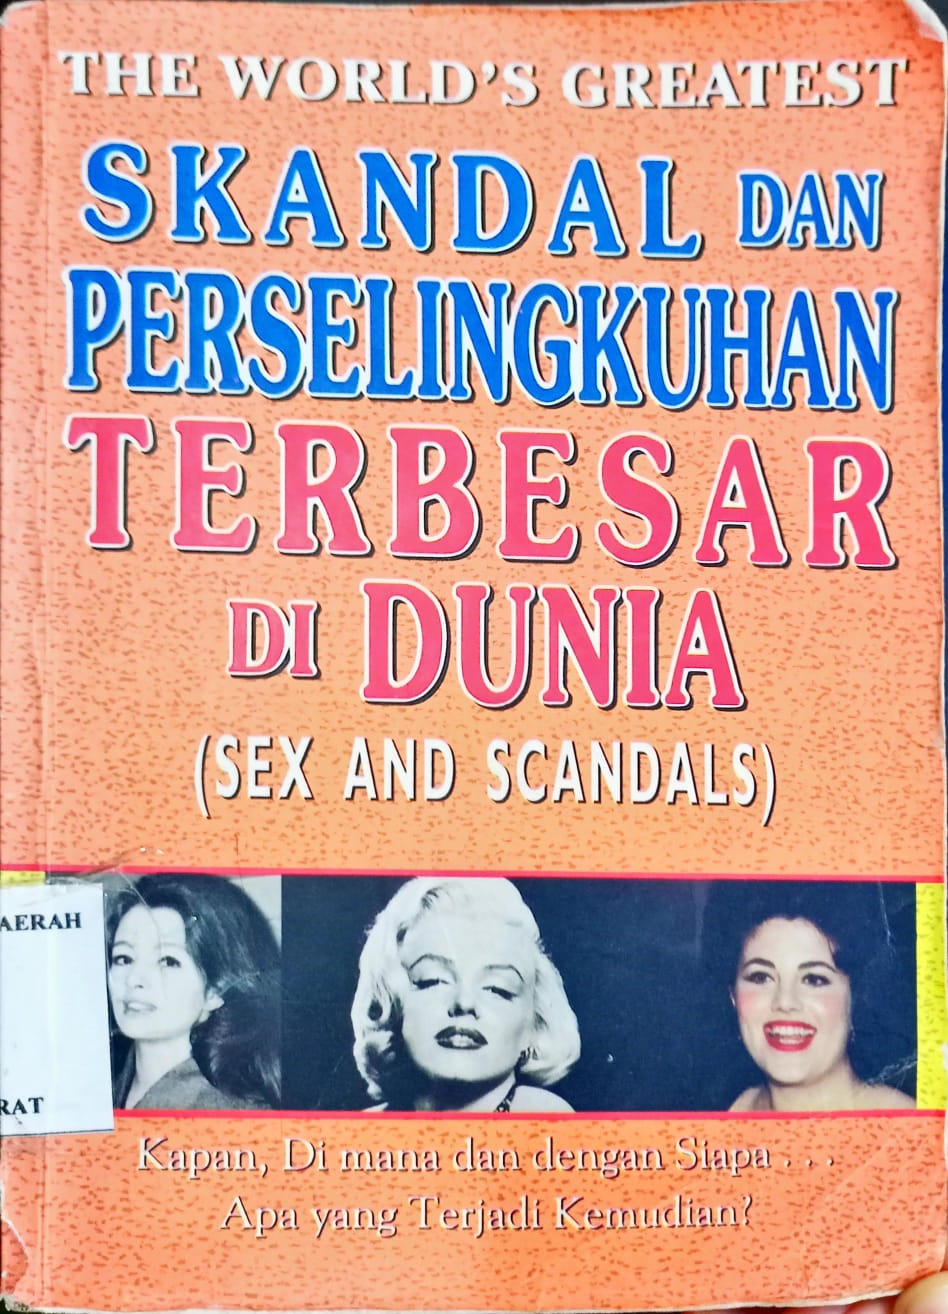 THE WORLD'S GREATEST
SKANDAL DAN
PERSELINGKUHAN
TERBESAR
DI DUNIA
(SEX AND SCANDALS)
AERAH
RAT
Kapan, Di mana dan dengan Siapa . . .
Apa yang Terjadi Kemudian?